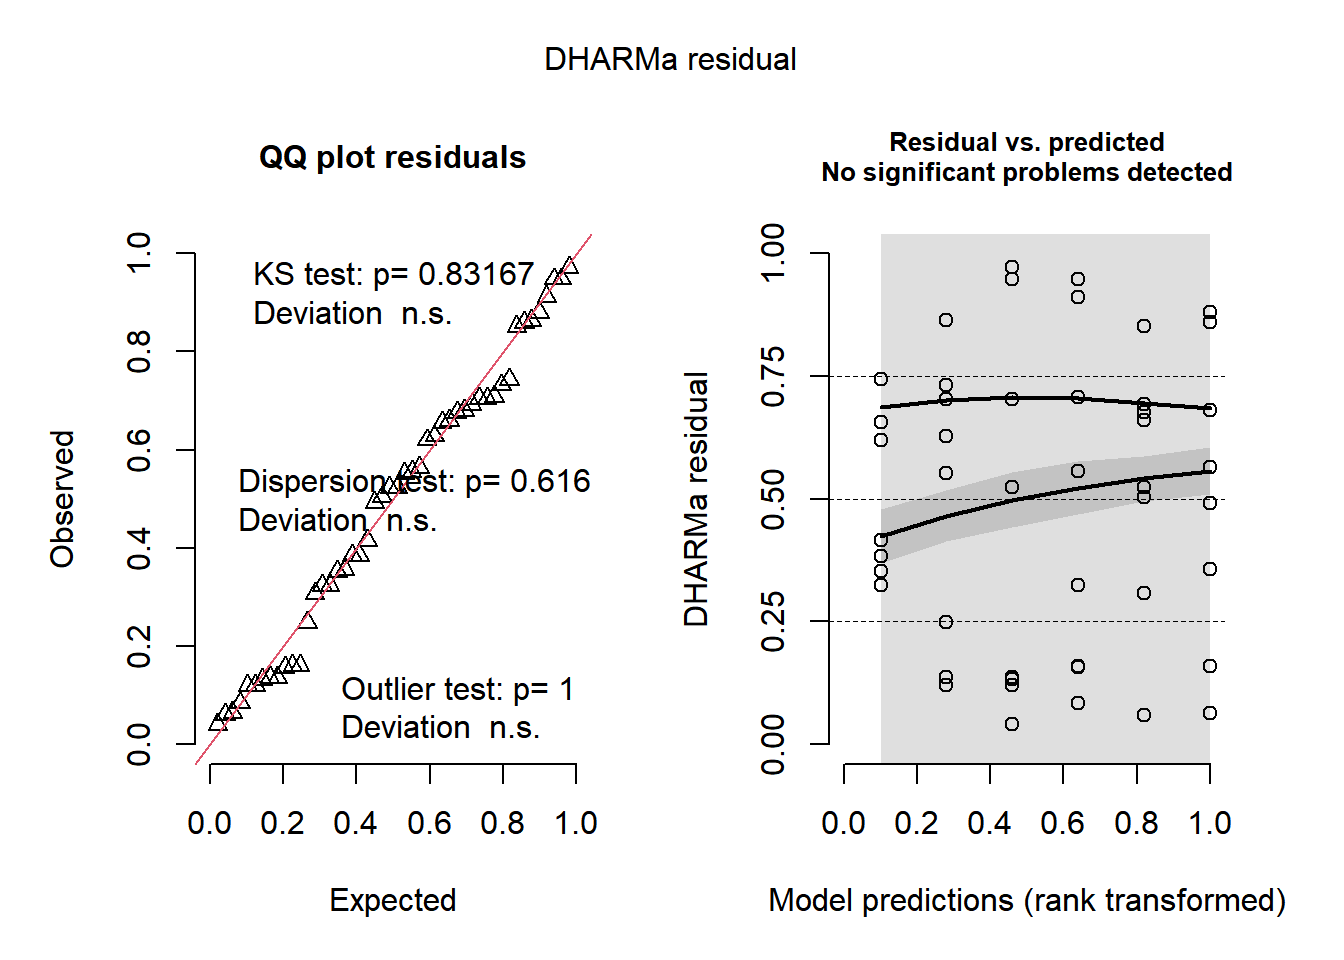 DHARMa residual
QQ plot residuals
Observed
0.0 0.2 0.4 0.6 0.8 1.0
KS test: p= 0.83167
Deviation  n.s.
Dispersion test: p= 0.616
Deviation  n.s.
Outlier test: p= 1
Deviation  n.s.
0.0 0.2 0.4 0.6 0.8 1.0
Expected
Residual vs. predicted
No significant problems detected
DHARMa residual
0.00 0.25 0.50 0.75 1.00
0.0 0.2 0.4 0.6 0.8 1.0
Model predictions (rank transformed)